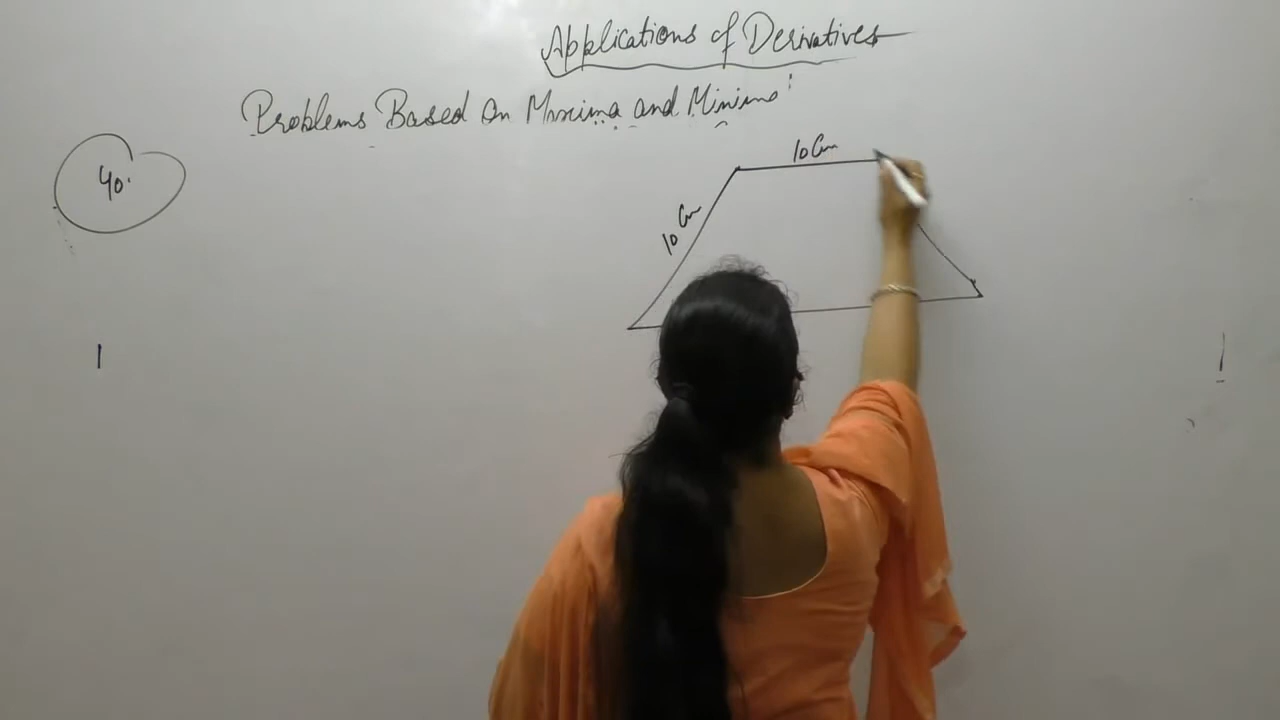 Applications of Derivatives
Problems Based On Maxima and Minima
40.
10 Cm
10 Cm